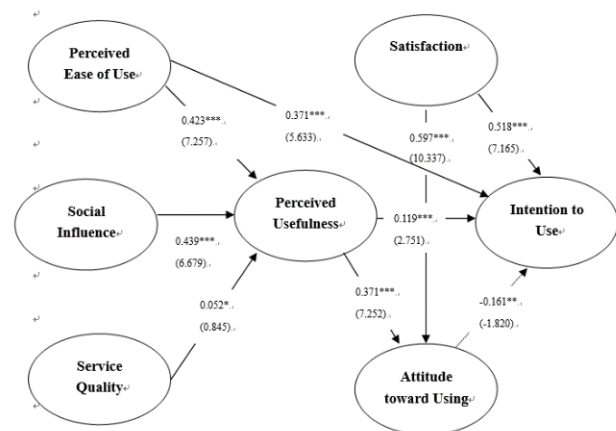 Perceived
Ease of Use
Satisfaction
0.423***
(7.257)
0.371***
(5.633)
0.597***
(10.337)
0.518***
(7.165)
Social
Influence
0.439***
(6.679)
Perceived
Usefulness
0.119***
(2.751)
Intention to
Use
0.052*
(0.845)
0.371***
(7.252)
-0.161**
(-1.820)
Service
Quality
Attitude
toward Using